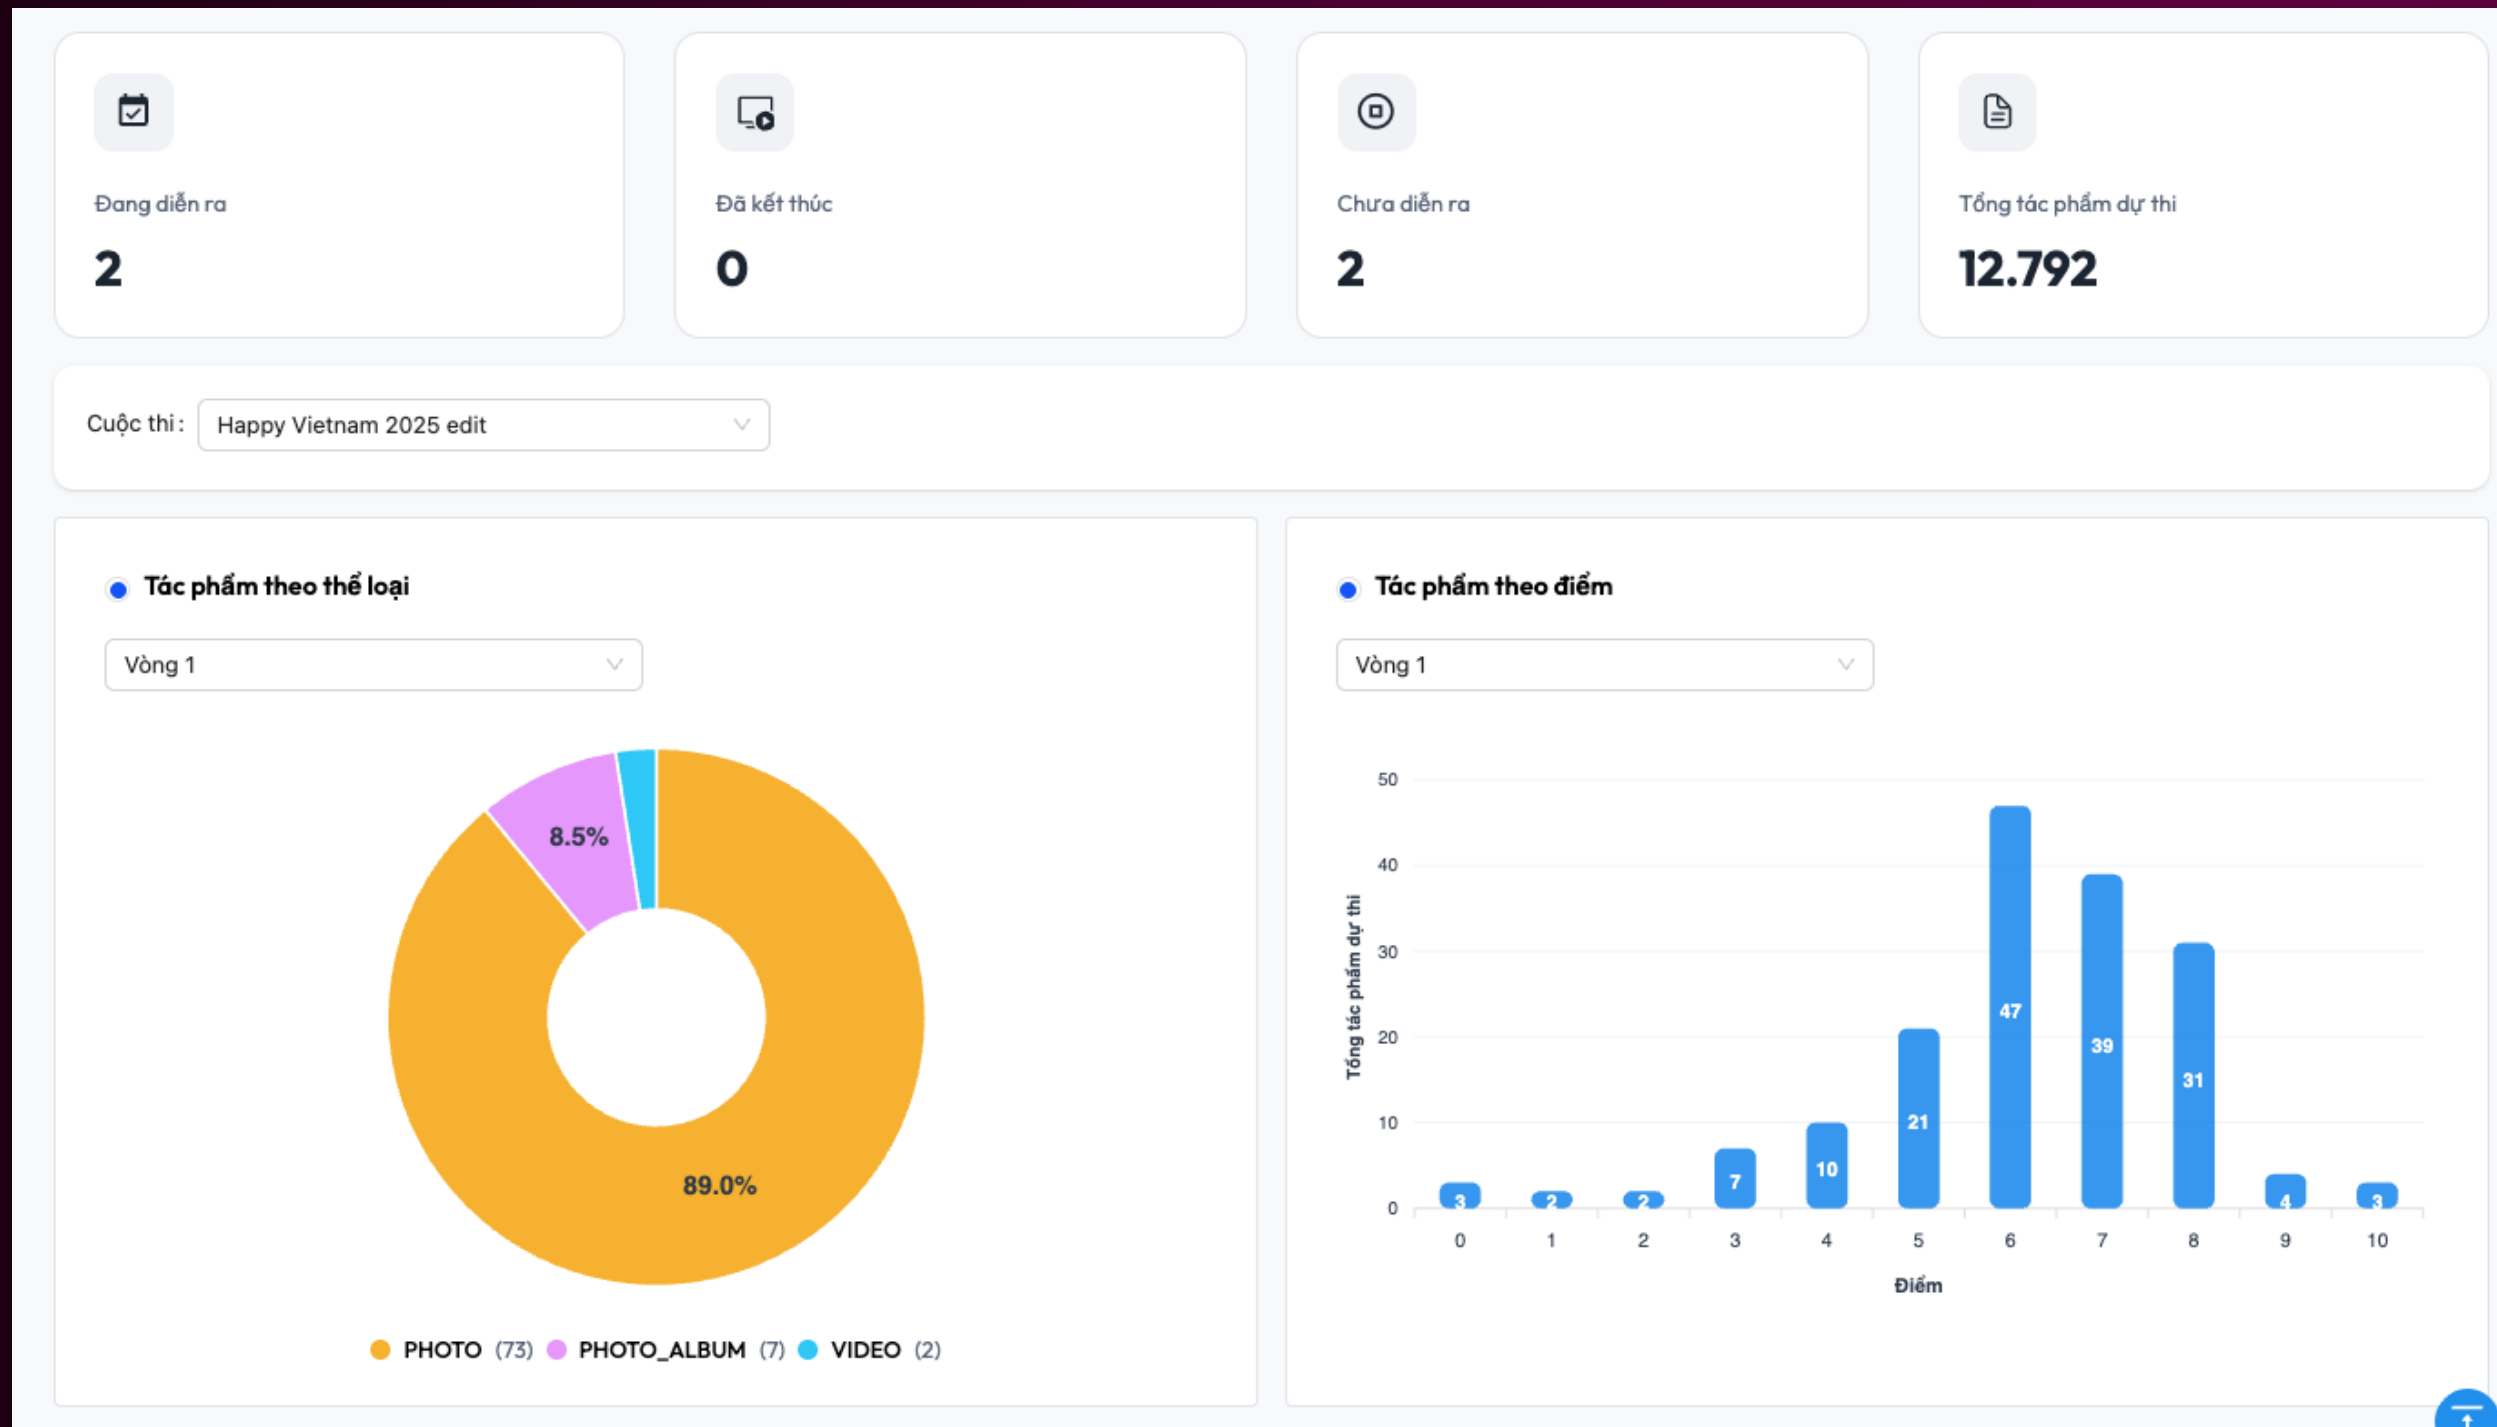 Đang diễn ra
2
Đã kết thúc
0
Chưa diễn ra
2
Tổng tác phẩm dự thi
12.792
Cuộc thi :
Happy Vietnam 2025 edit
Tác phẩm theo thể loại
Vòng 1
8.5%
89.0%
PHOTO (73) PHOTO_ALBUM (7) VIDEO (2)
Tác phẩm theo điểm
Vòng 1
Tổng tác phẩm dự thi
50
40
30
20
10
0
3 2 2 7 10 21 47 39 31 4 3
0 1 2 3 4 5 6 7 8 9 10
Điểm